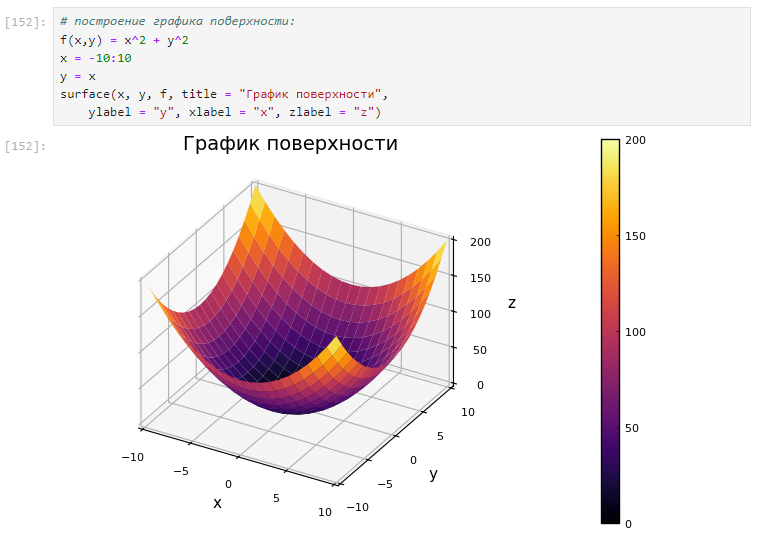 [152]:
# построение графика поверхности:
f(x,y) = x^2 + y^2
x = -10:10
y = x
surface(x, y, f, title = "График поверхности",
    ylabel = "y", xlabel = "x", zlabel = "z")
[152]:
График поверхности
200
150
100
50
0
200
150
100
50
0
z
10
5
0
−5
−10
y
−10
−5
0
5
10
x